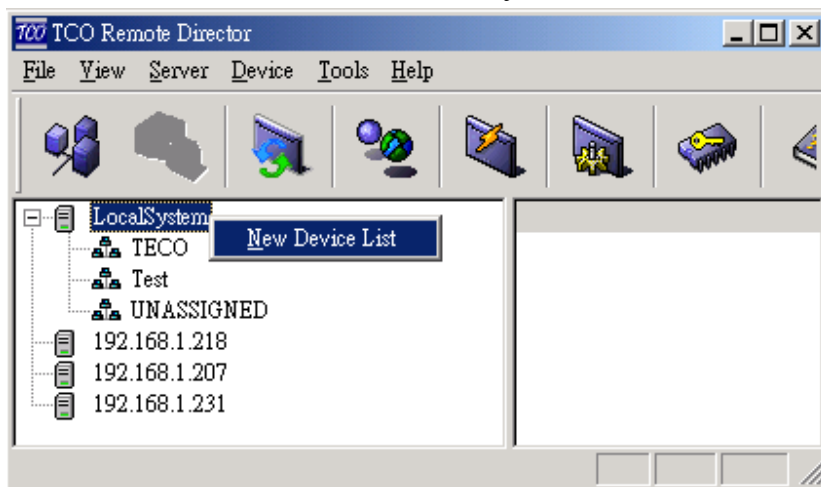 TCO TCO Remote Director
File View Server Device Tools Help
LocalSystem
New Device List
TECO
Test
UNASSIGNED
192.168.1.218
192.168.1.207
192.168.1.231